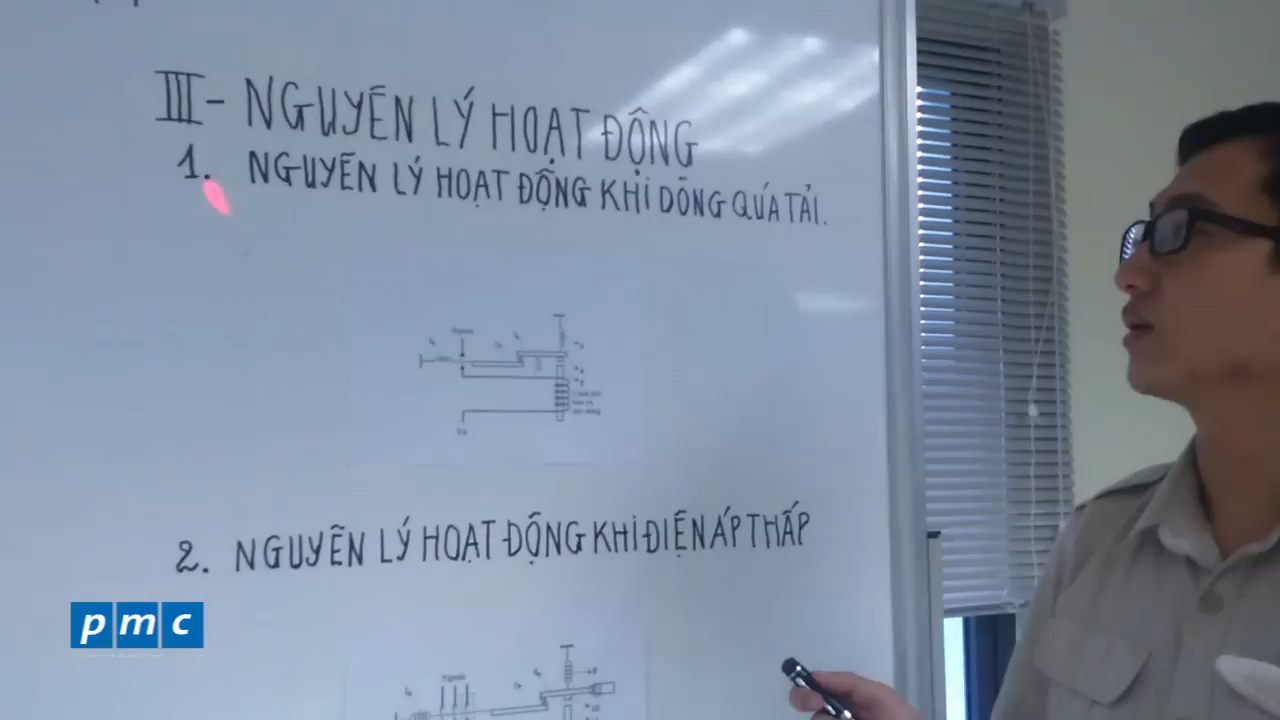 III- NGUYÊN LÝ HOẠT ĐỘNG
1. NGUYÊN LÝ HOẠT ĐỘNG KHI DÒNG QUÁ TẢI.
2. NGUYÊN LÝ HOẠT ĐỘNG KHI ĐIỆN ÁP THẤP
pmc